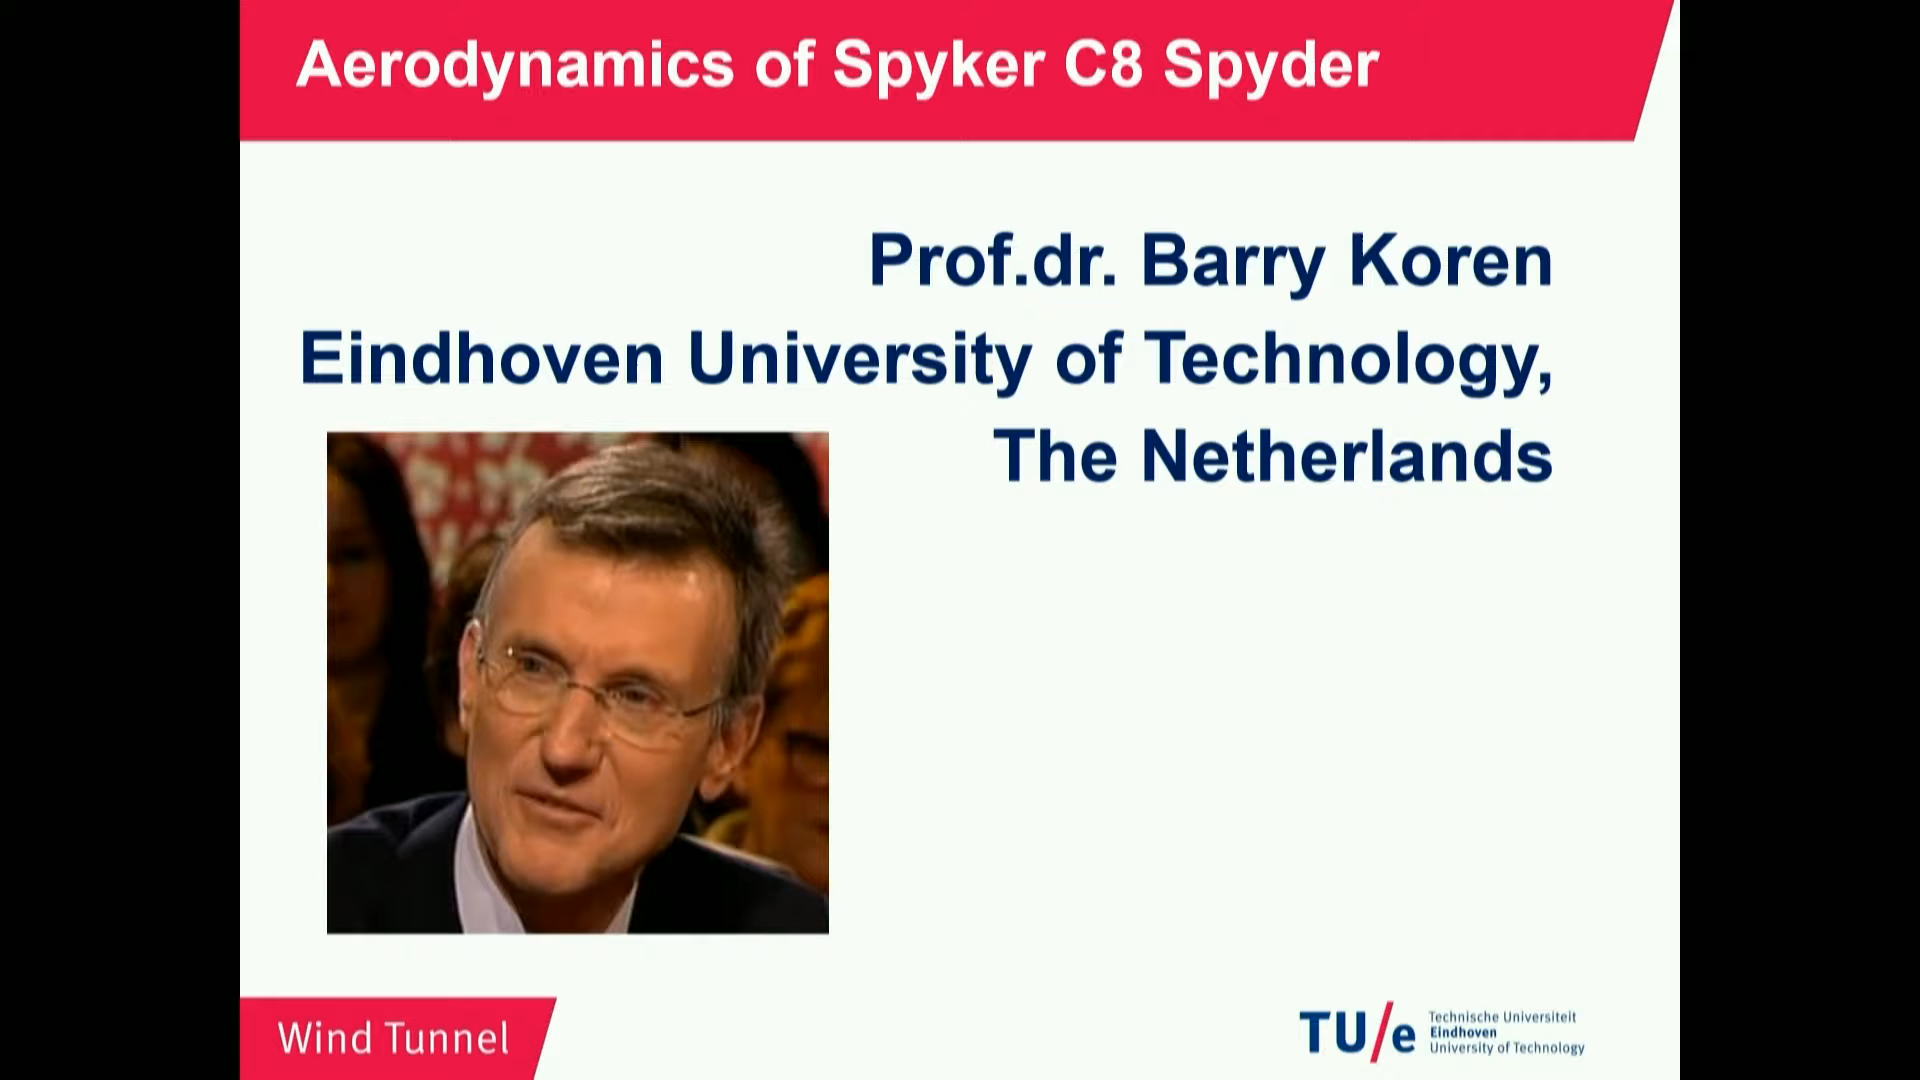 Aerodynamics of Spyker C8 Spyder
Prof.dr. Barry Koren
Eindhoven University of Technology,
The Netherlands
Wind Tunnel
TU/e
Technische Universiteit
Eindhoven
University of Technology